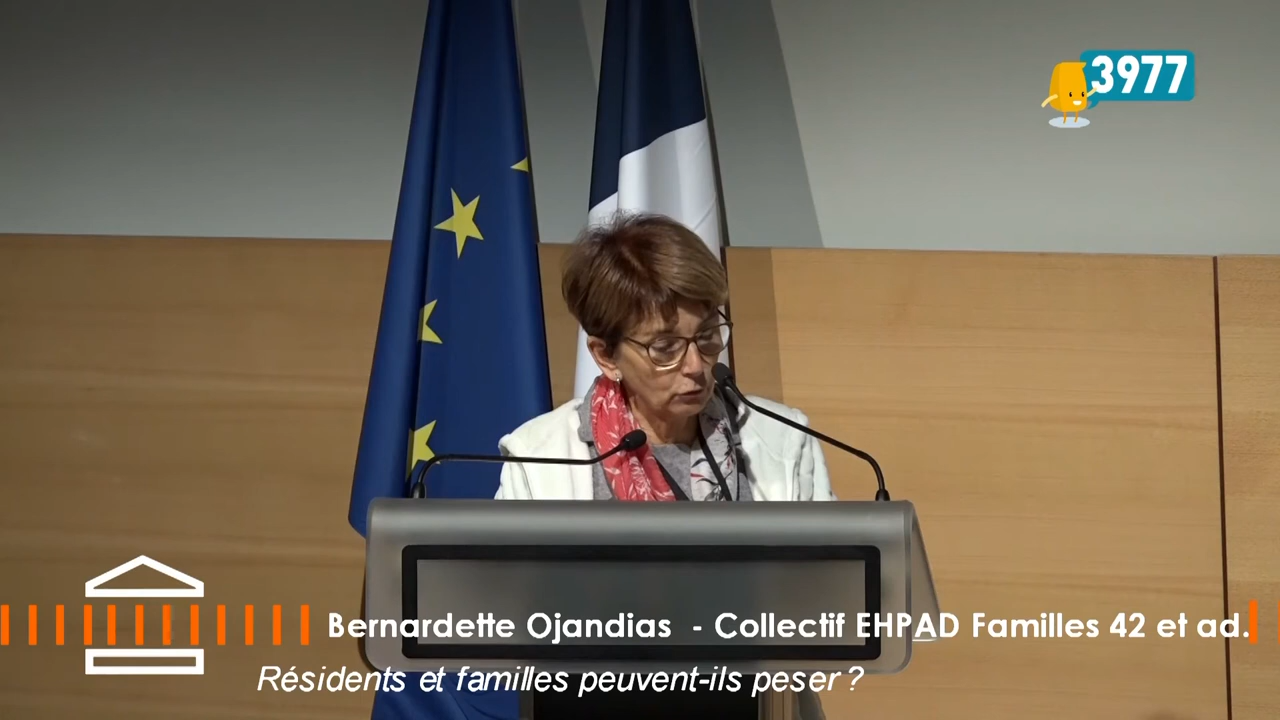 3977
Bernardette Ojandias - Collectif EHPAD Familles 42 et ad.
Résidents et familles peuvent-ils peser ?